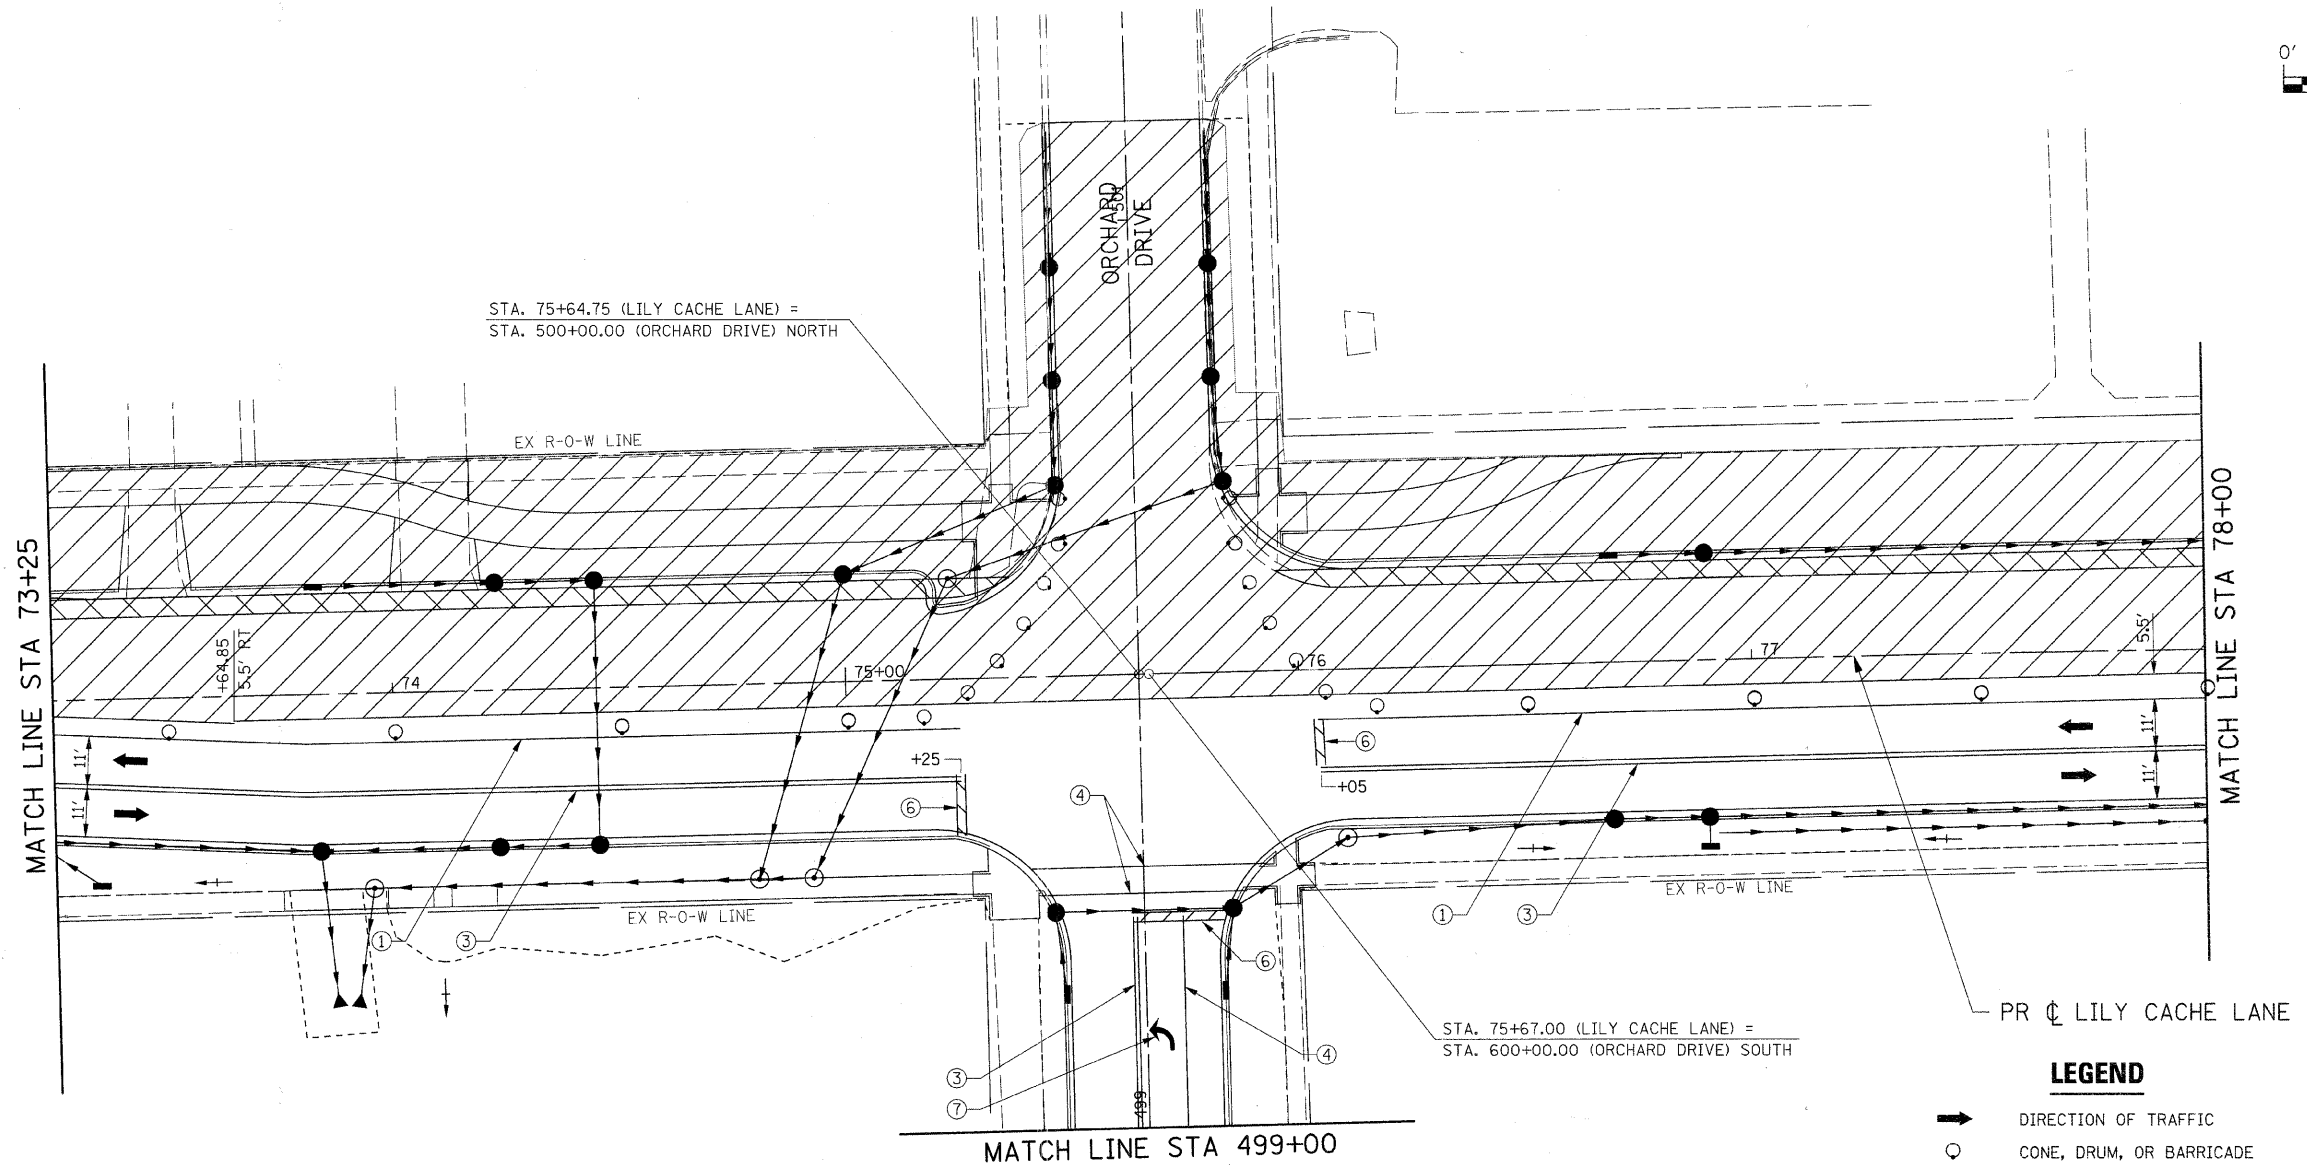 0'
ORCHARD
DRIVE
501
STA. 75+64.75 (LILY CACHE LANE) =
STA. 500+00.00 (ORCHARD DRIVE) NORTH
EX R-O-W LINE
MATCH LINE STA 73+25
MATCH LINE STA 78+00
+64.85
5.5' RT
74
75+00
76
77
5.5'
11'
11'
11'
11'
+25
+05
6
6
4
EX R-O-W LINE
EX R-O-W LINE
1
3
1
3
6
3
7
4
499
STA. 75+67.00 (LILY CACHE LANE) =
STA. 600+00.00 (ORCHARD DRIVE) SOUTH
PR ℄ LILY CACHE LANE
MATCH LINE STA 499+00
LEGEND
DIRECTION OF TRAFFIC
CONE, DRUM, OR BARRICADE